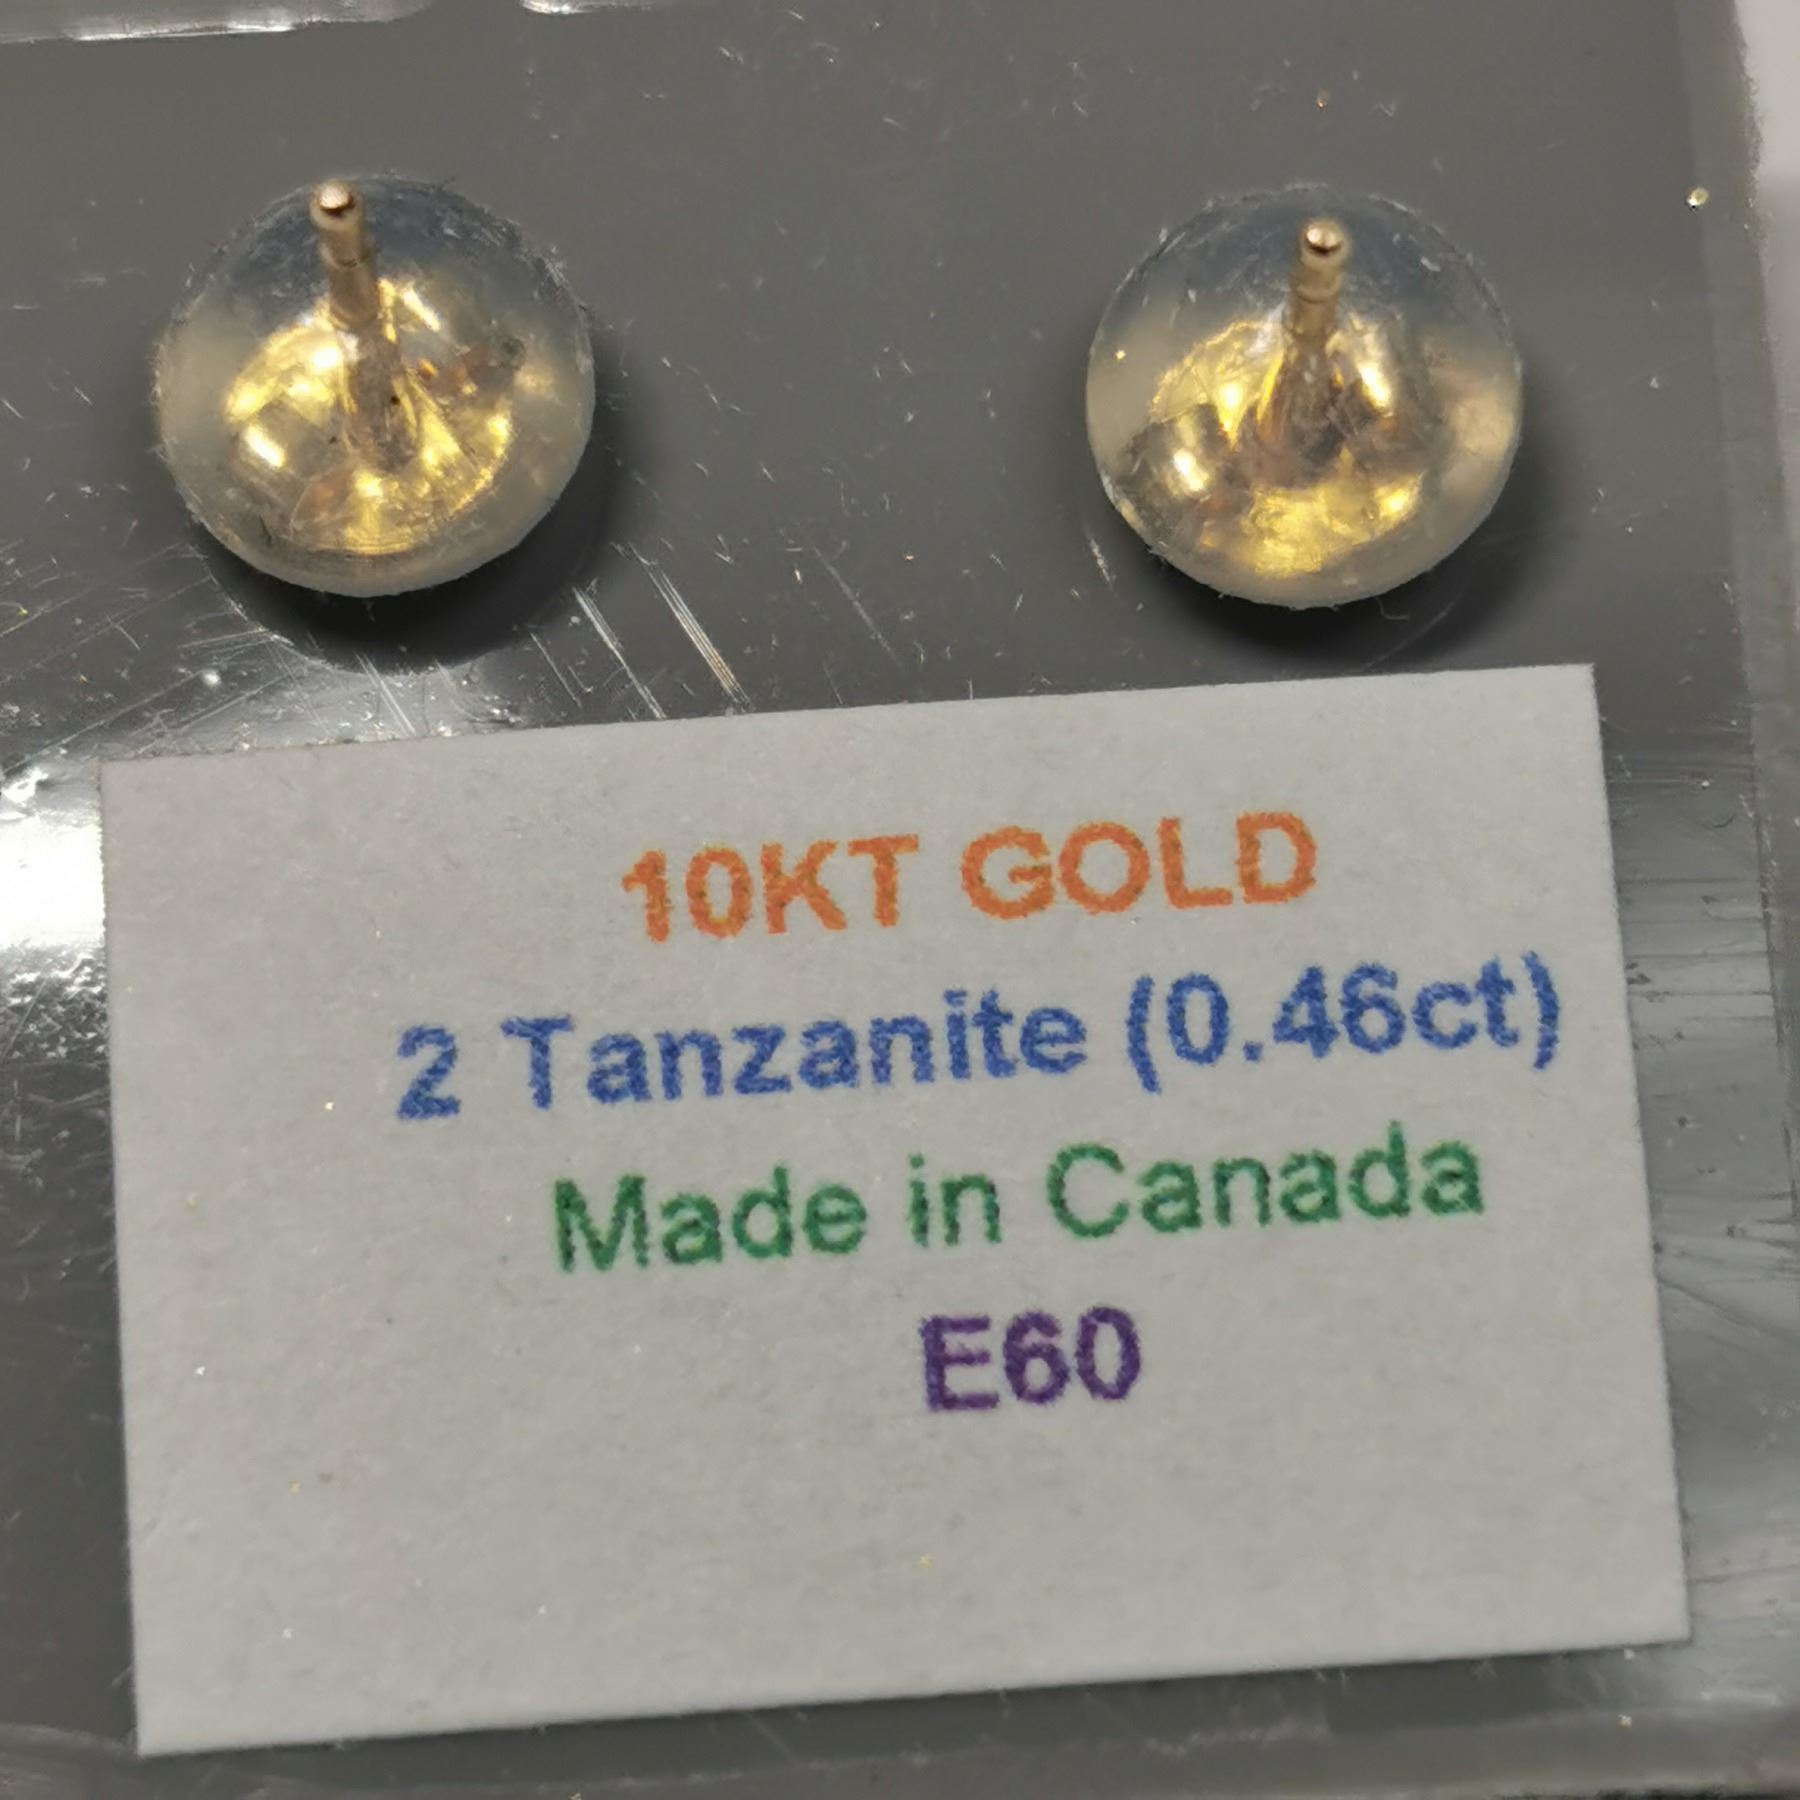 10KT GOLD
2 Tanzanite (0.46ct)
Made in Canada
E60